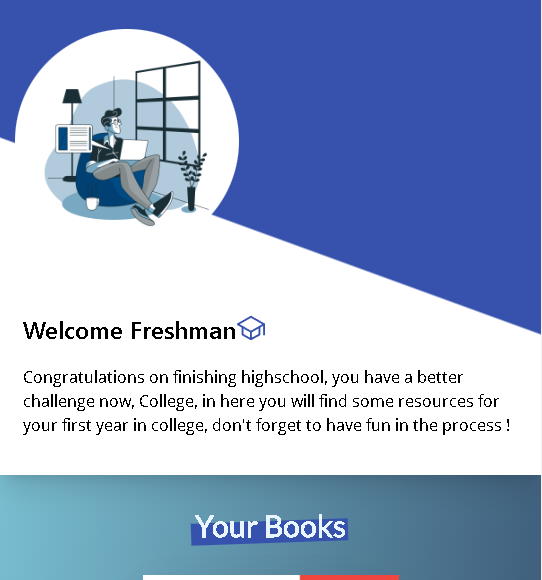 Welcome Freshman
Congratulations on finishing highschool, you have a better
challenge now, College, in here you will find some resources for
your first year in college, don't forget to have fun in the process !
Your Books